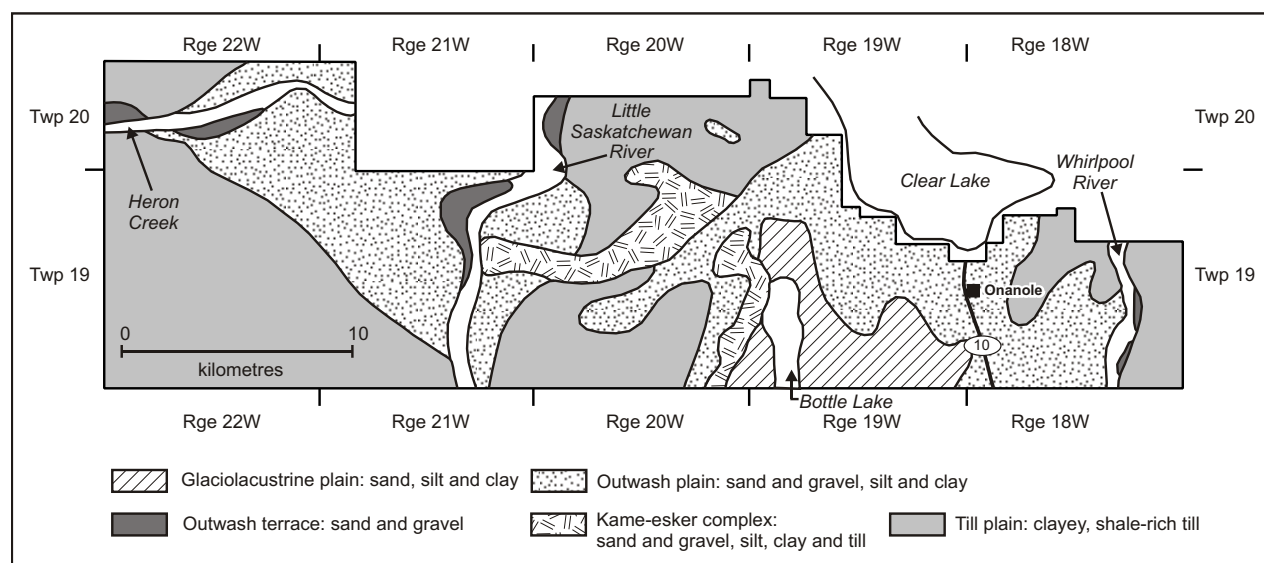 Rge 22W
Rge 21W
Rge 20W
Rge 19W
Rge 18W
Twp 20
Twp 20
Little
Saskatchewan
River
Whirlpool
River
Clear Lake
Heron
Creek
Twp 19
Twp 19
Onanole
0
10
kilometres
10
Bottle Lake
Rge 22W
Rge 21W
Rge 20W
Rge 19W
Rge 18W
Glaciolacustrine plain: sand, silt and clay
Outwash plain: sand and gravel, silt and clay
Outwash terrace: sand and gravel
Kame-esker complex:
sand and gravel, silt, clay and till
Till plain: clayey, shale-rich till